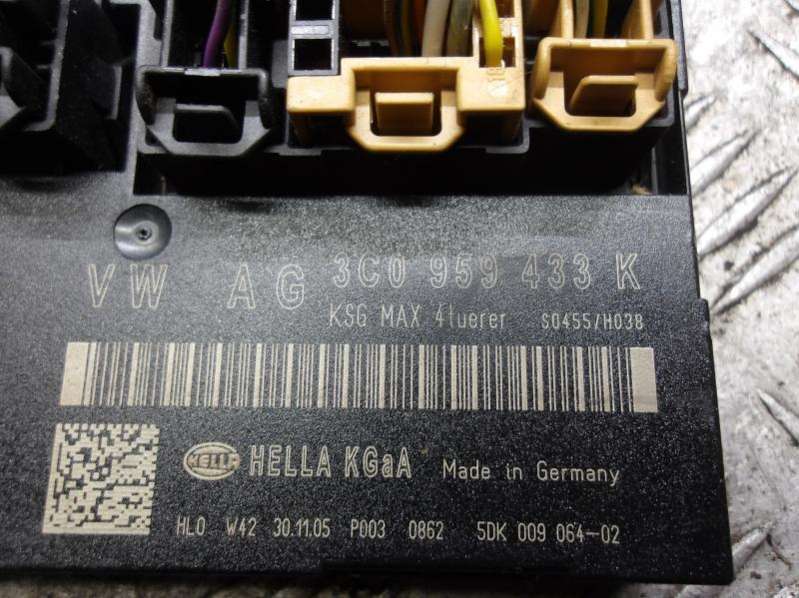 VW AG 3C0 959 433 K
KSG MAX 4tuerer S0455/H038
HELLA HELLA KGaA Made in Germany
HLO W42 30.11.05 P003 0862 5DK 009 064-02